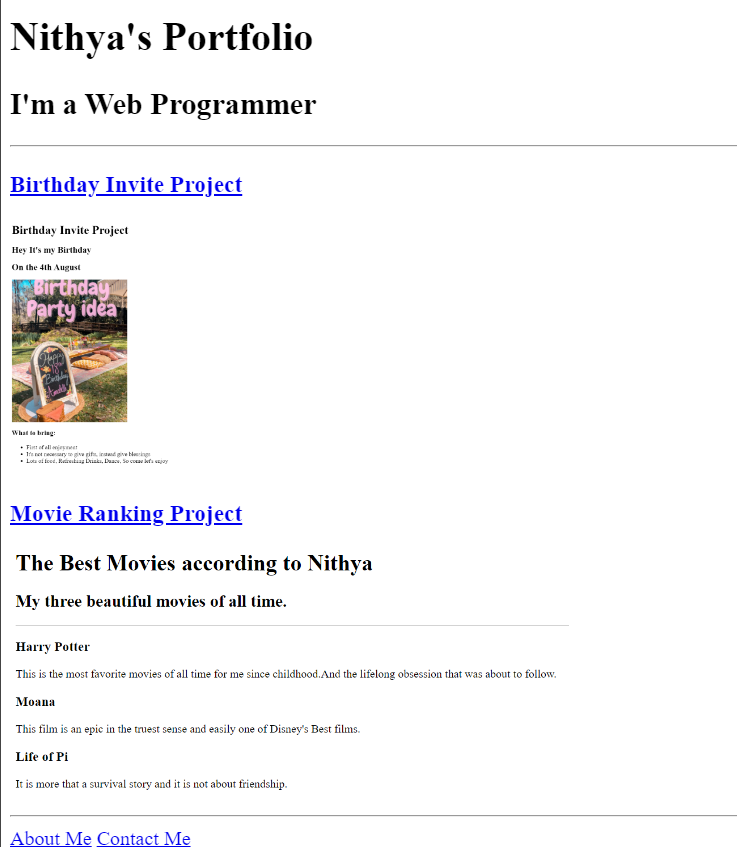 Nithya's Portfolio
I'm a Web Programmer
Birthday Invite Project
Birthday Invite Project
Hey It's my Birthday
On the 4th August
Birthday
Party idea
Happy
Birthday
What to bring:
First of all enjoyment
It's not necessary to give gifts, instead give blessings
Lots of food, Refreshing Drinks, Dance, So come let's enjoy
Movie Ranking Project
The Best Movies according to Nithya
My three beautiful movies of all time.
Harry Potter
This is the most favorite movies of all time for me since childhood.And the lifelong obsession that was about to follow.
Moana
This film is an epic in the truest sense and easily one of Disney's Best films.
Life of Pi
It is more that a survival story and it is not about friendship.
About Me Contact Me